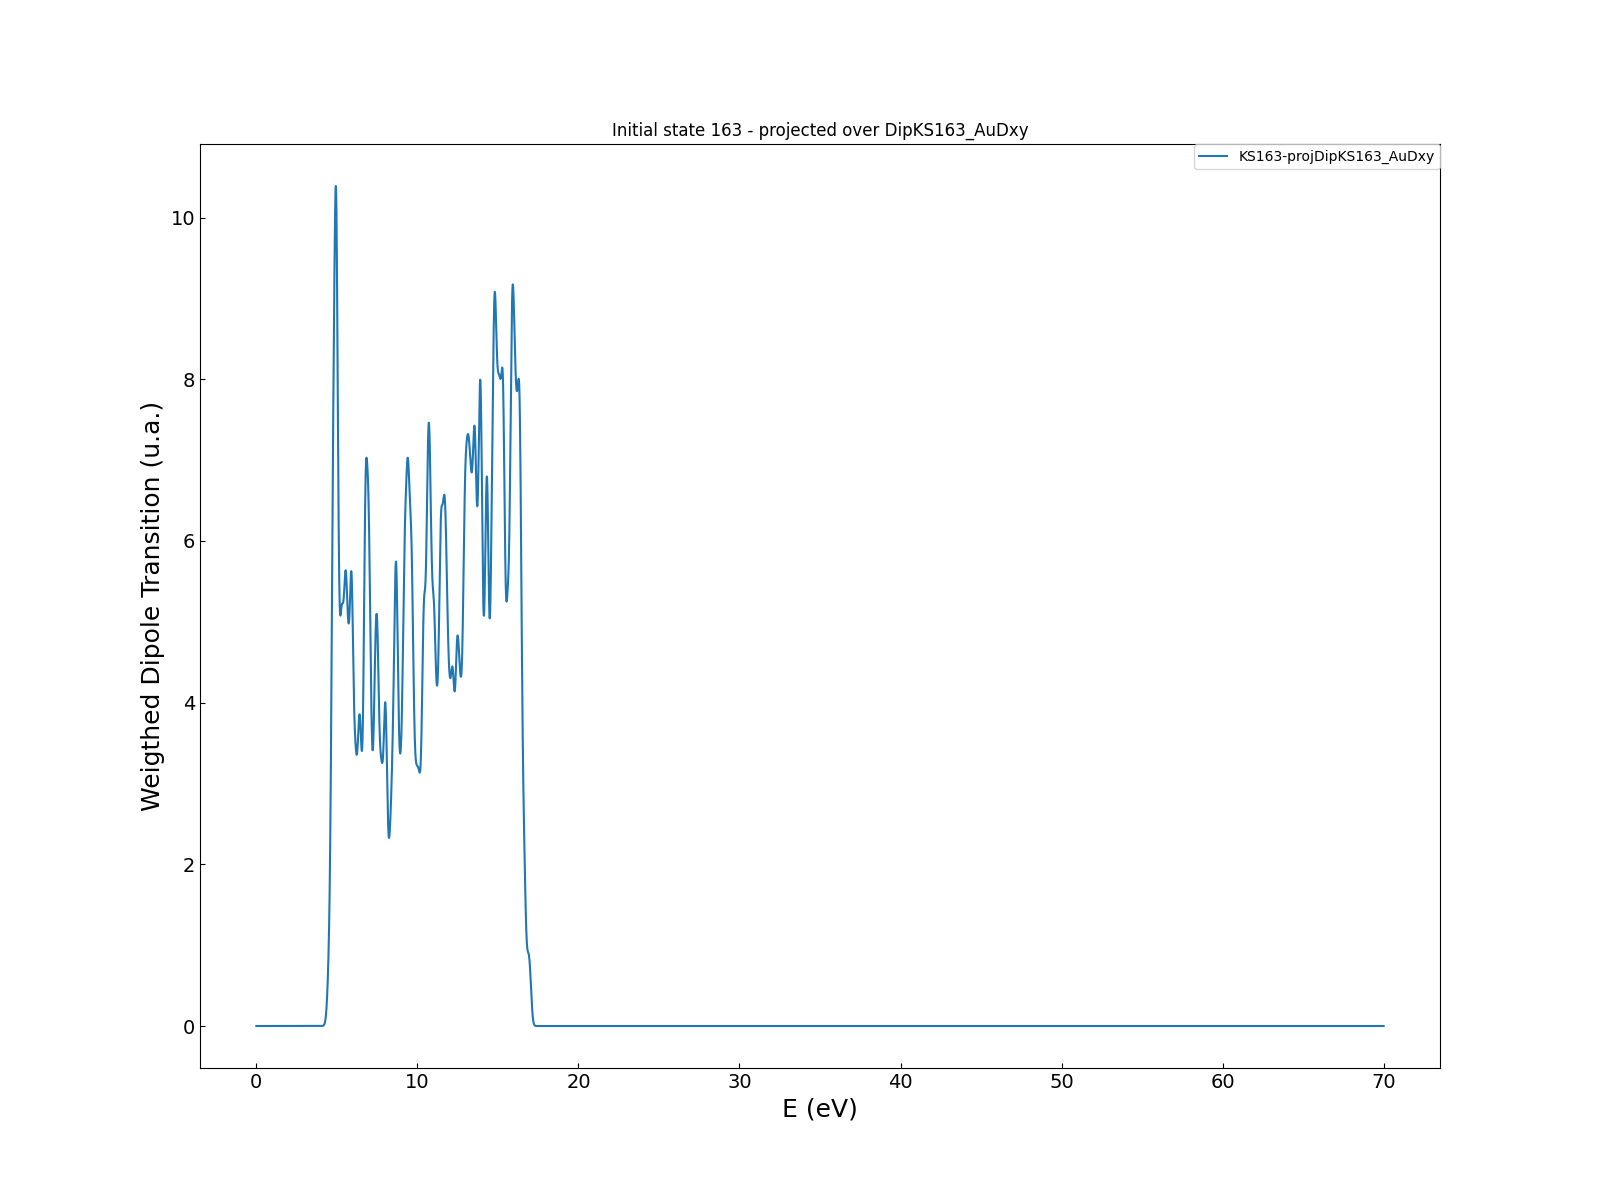 Initial state 163 - projected over DipKS163_AuDxy
KS163-projDipKS163_AuDxy
Weigthed Dipole Transition (u.a.)
10
8
6
4
2
0
0 10 20 30 40 50 60 70
E (eV)